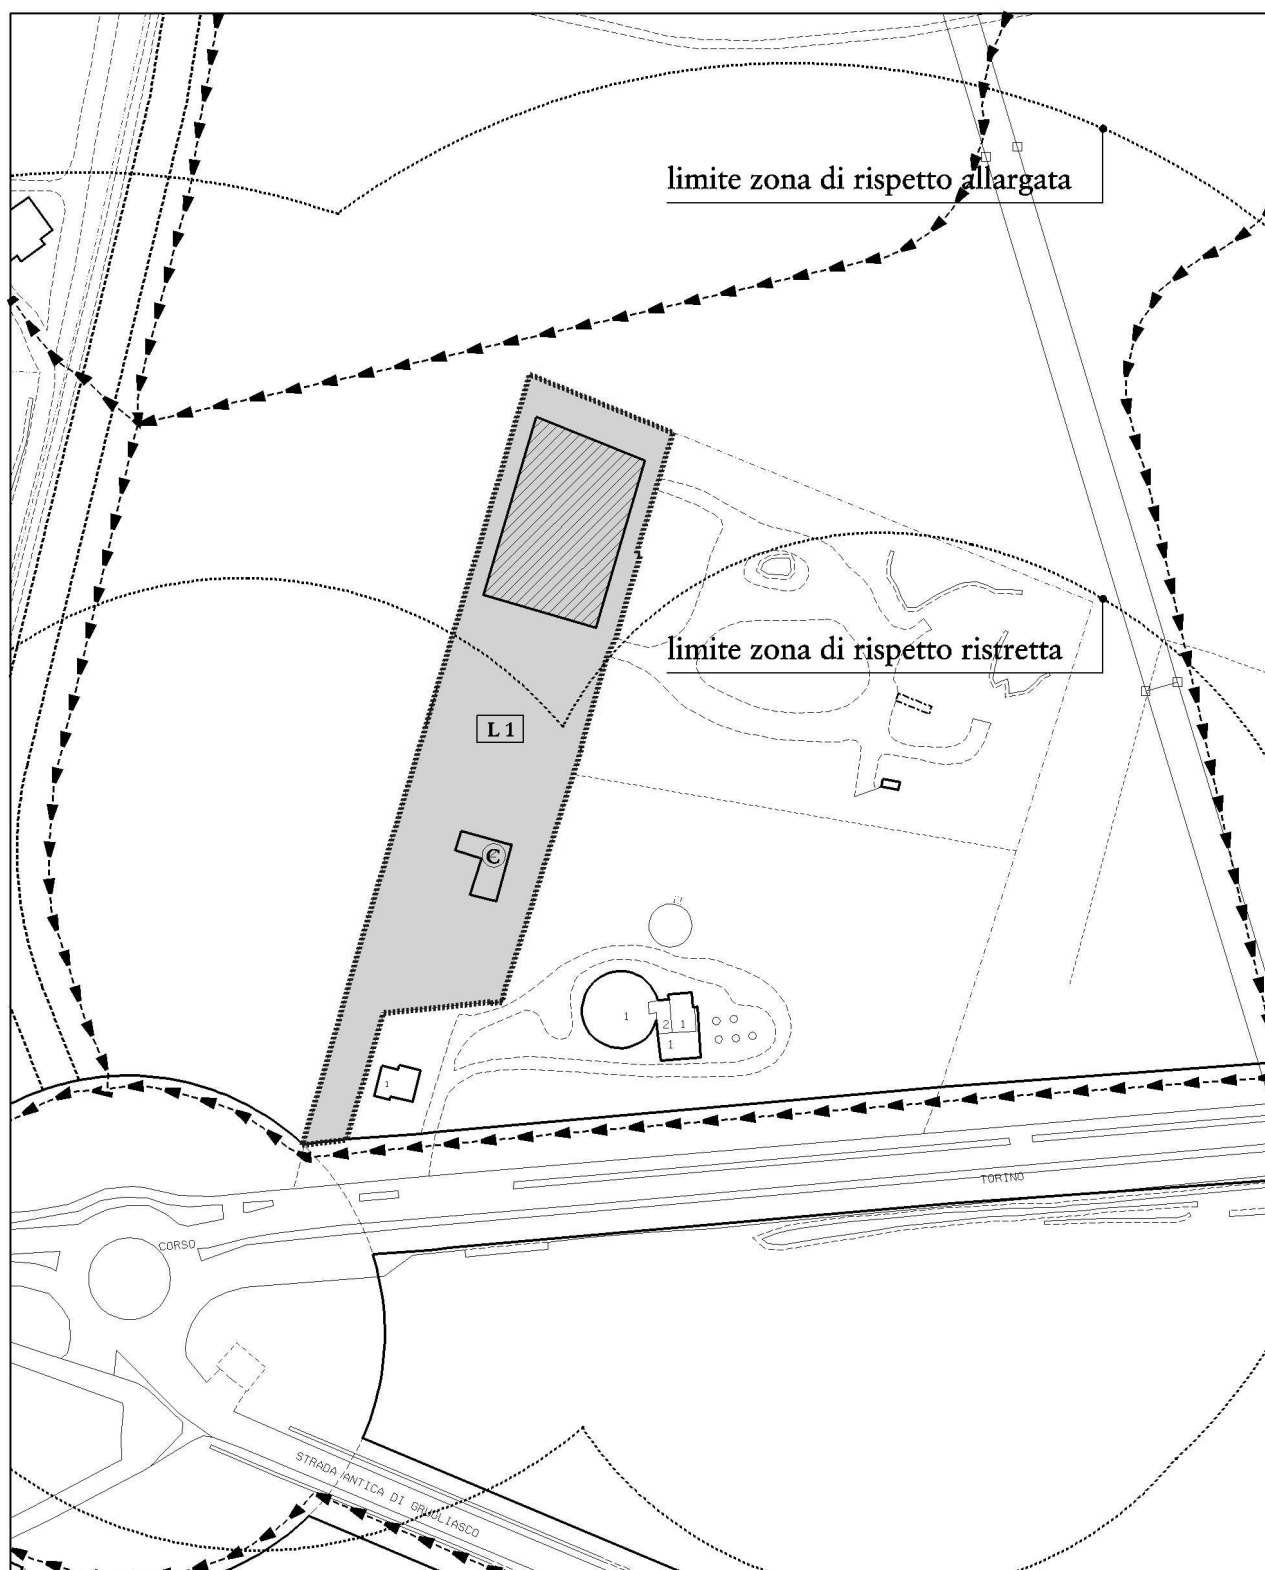 limite zona di rispetto allargata
limite zona di rispetto ristretta
L 1
C
1
2 1
1
1
TORINO
CORSO
STRADA ANTICA DI GRUGLIASCO